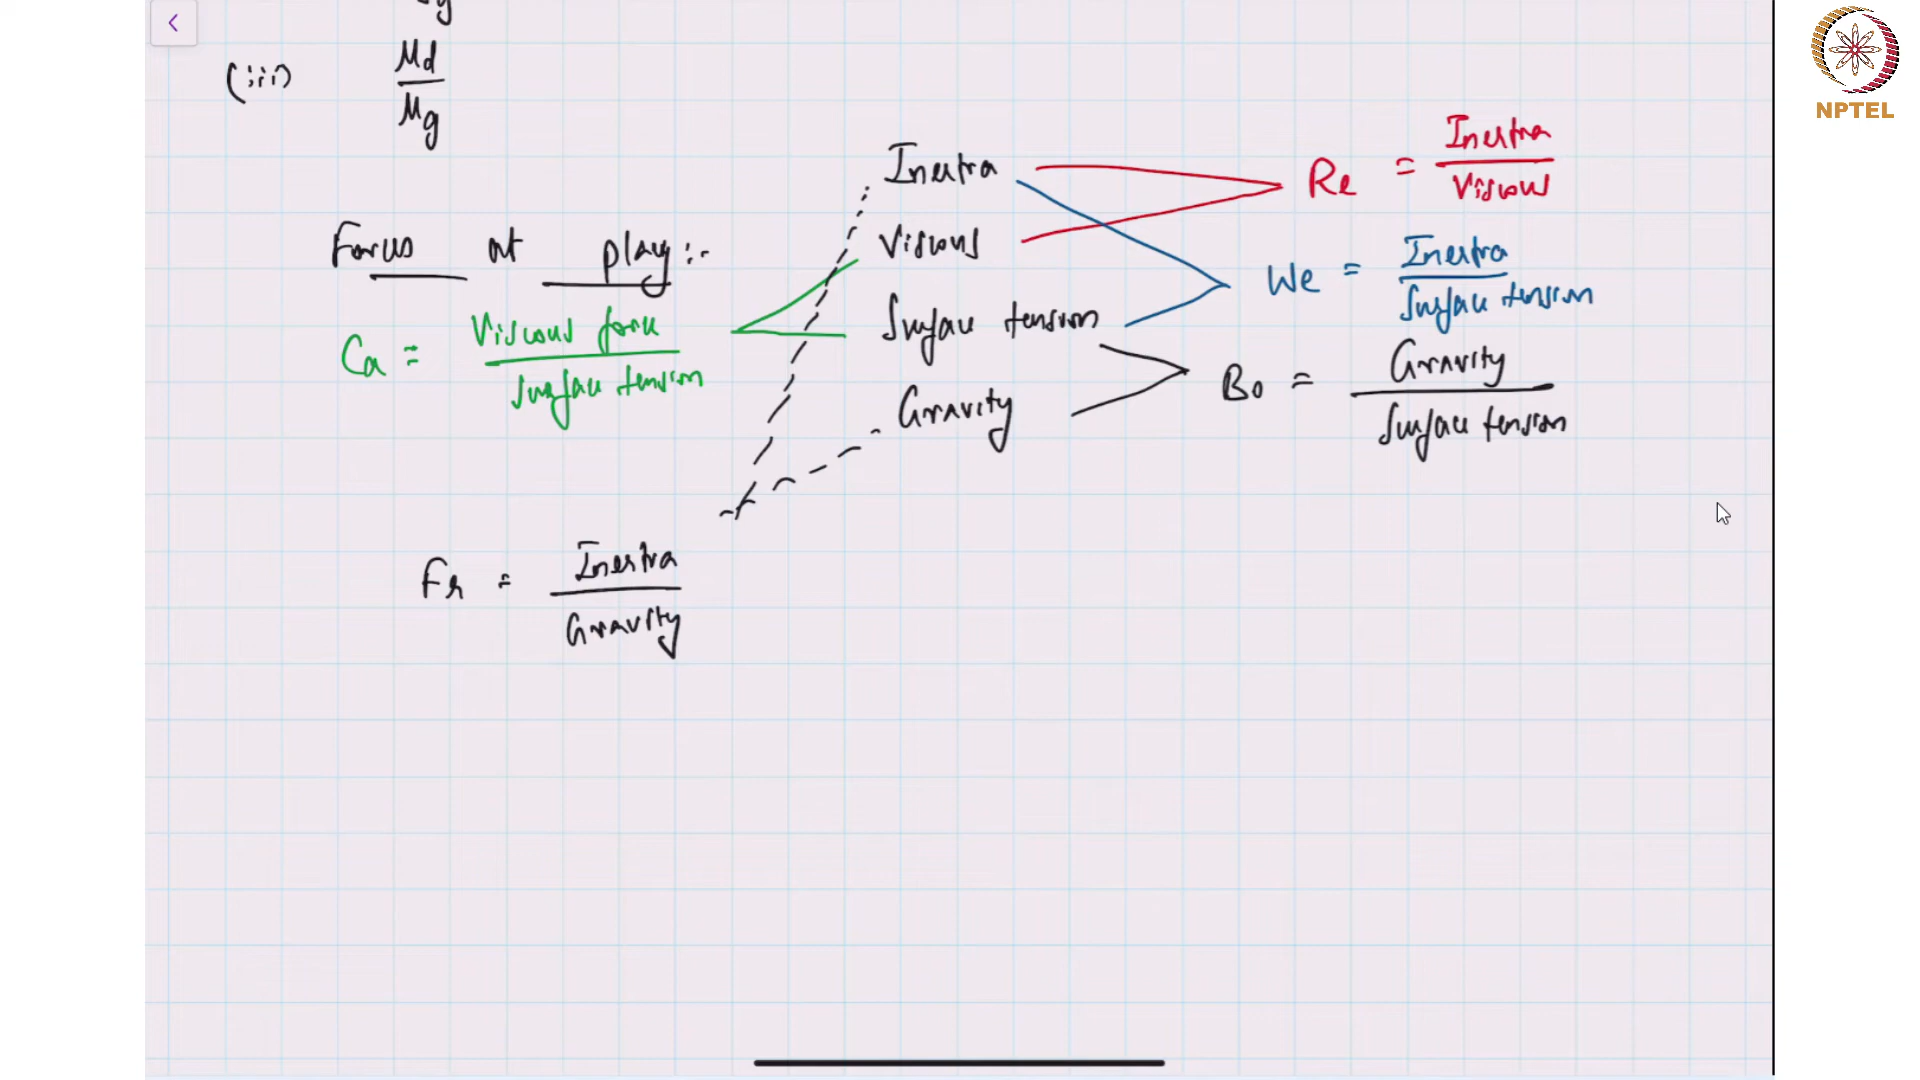 (iii) μd
μg
Forces at play :-
Inertia
Viscous
Surface tension
Gravity
Re = Inertia
Viscous
We = Inertia
Surface tension
Bo = Gravity
Surface tension
Ca = Viscous force
Surface tension
Fr = Inertia
Gravity
NPTEL